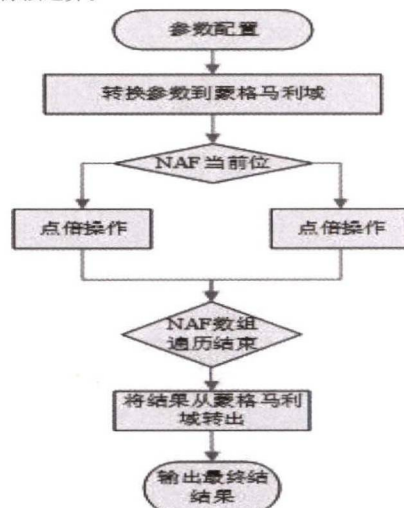 参数配置
转换参数到蒙格马利域
NAF当前位
点倍操作
点倍操作
NAF数组
遍历结束
将结果从蒙格马利
域转出
输出最终结
结果